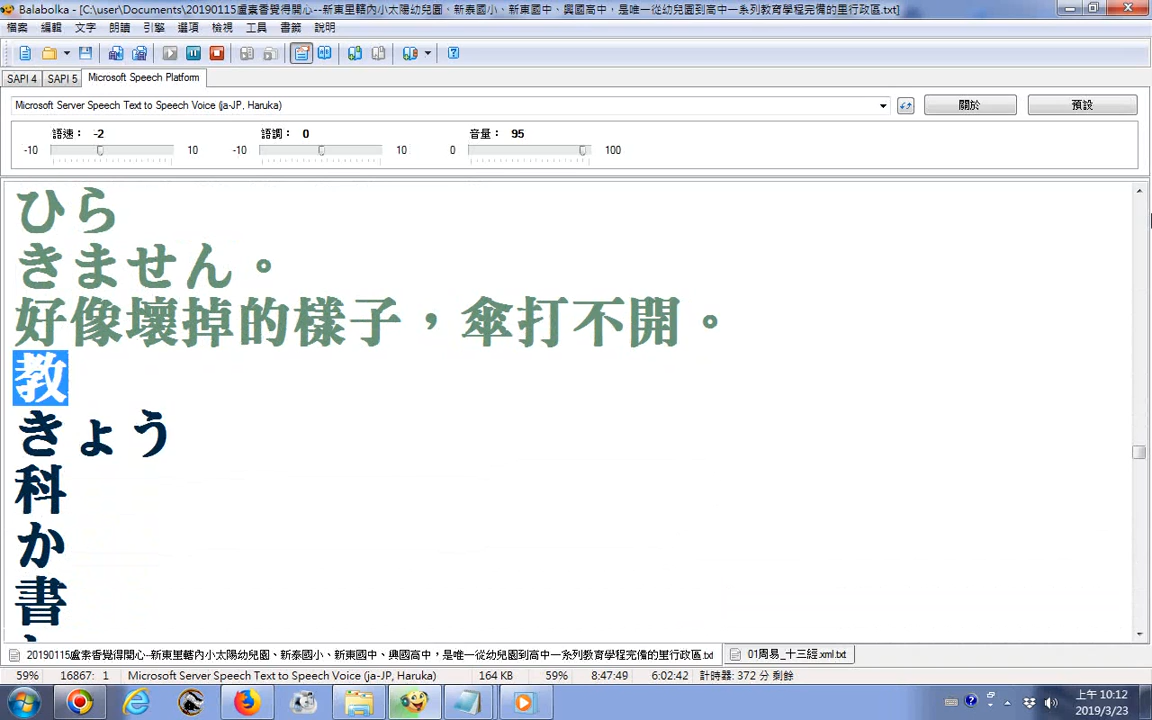 Balabolka - [C:\user\Documents\20190115盧素香覺得開心--新東里轄內小太陽幼兒園、新泰國小、新東國中、興國高中，是唯一從幼兒園到高中一系列教育學程完備的里行政區.txt]
檔案 編輯 文字 朗讀 引擎 選項 檢視 工具 書籤 說明
SAPI 4 SAPI 5 Microsoft Speech Platform
Microsoft Server Speech Text to Speech Voice (ja-JP, Haruka) 關於 預設
語速： -2 語調： 0 音量： 95
-10 10 -10 10 0 100
ひら
きません。
好像壞掉的樣子，傘打不開。
教
きょう
科
か
書
20190115盧素香覺得開心--新東里轄內小太陽幼兒園、新泰國小、新東國中、興國高中，是唯一從幼兒園到高中一系列教育學程完備的里行政區.txt 01周易_十三經.xml.txt
59% 16867: 1 Microsoft Server Speech Text to Speech Voice (ja-JP, Haruka) 164 KB 59% 8:47:49 6:02:42 計時器: 372 分 剩餘
上午 10:12
2019/3/23